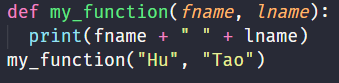 def my_function(fname, lname):
  print(fname + " " + lname)
my_function("Hu", "Tao")